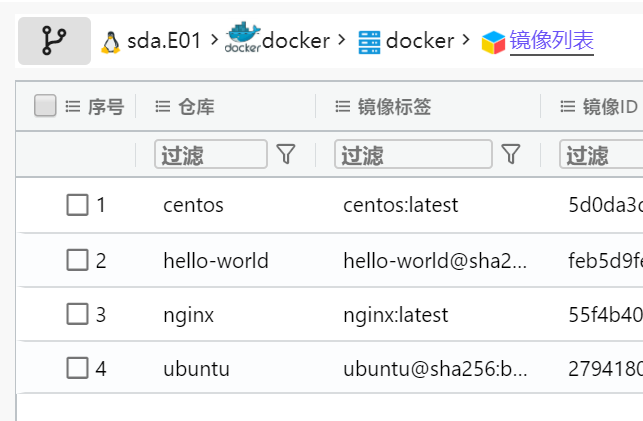 sda.E01 > docker docker > docker > 镜像列表
序号 仓库 镜像标签 镜像ID
过滤 过滤 过滤
1 centos centos:latest 5d0da3c
2 hello-world hello-world@sha2... feb5d9fe
3 nginx nginx:latest 55f4b40
4 ubuntu ubuntu@sha256:b... 2794180